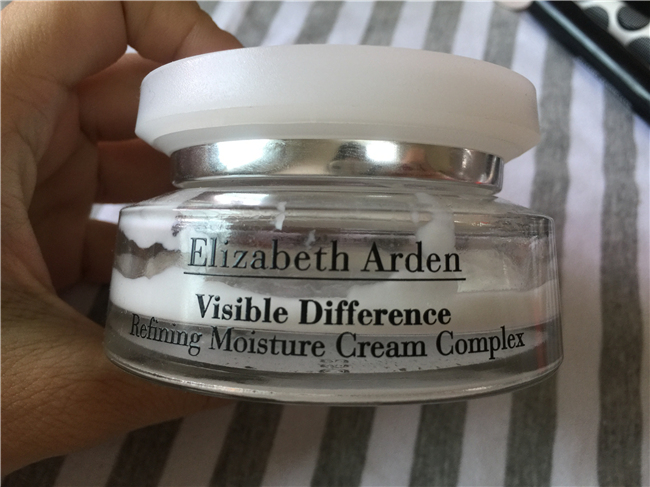 Elizabeth Arden
Visible Difference
Refining Moisture Cream Complex